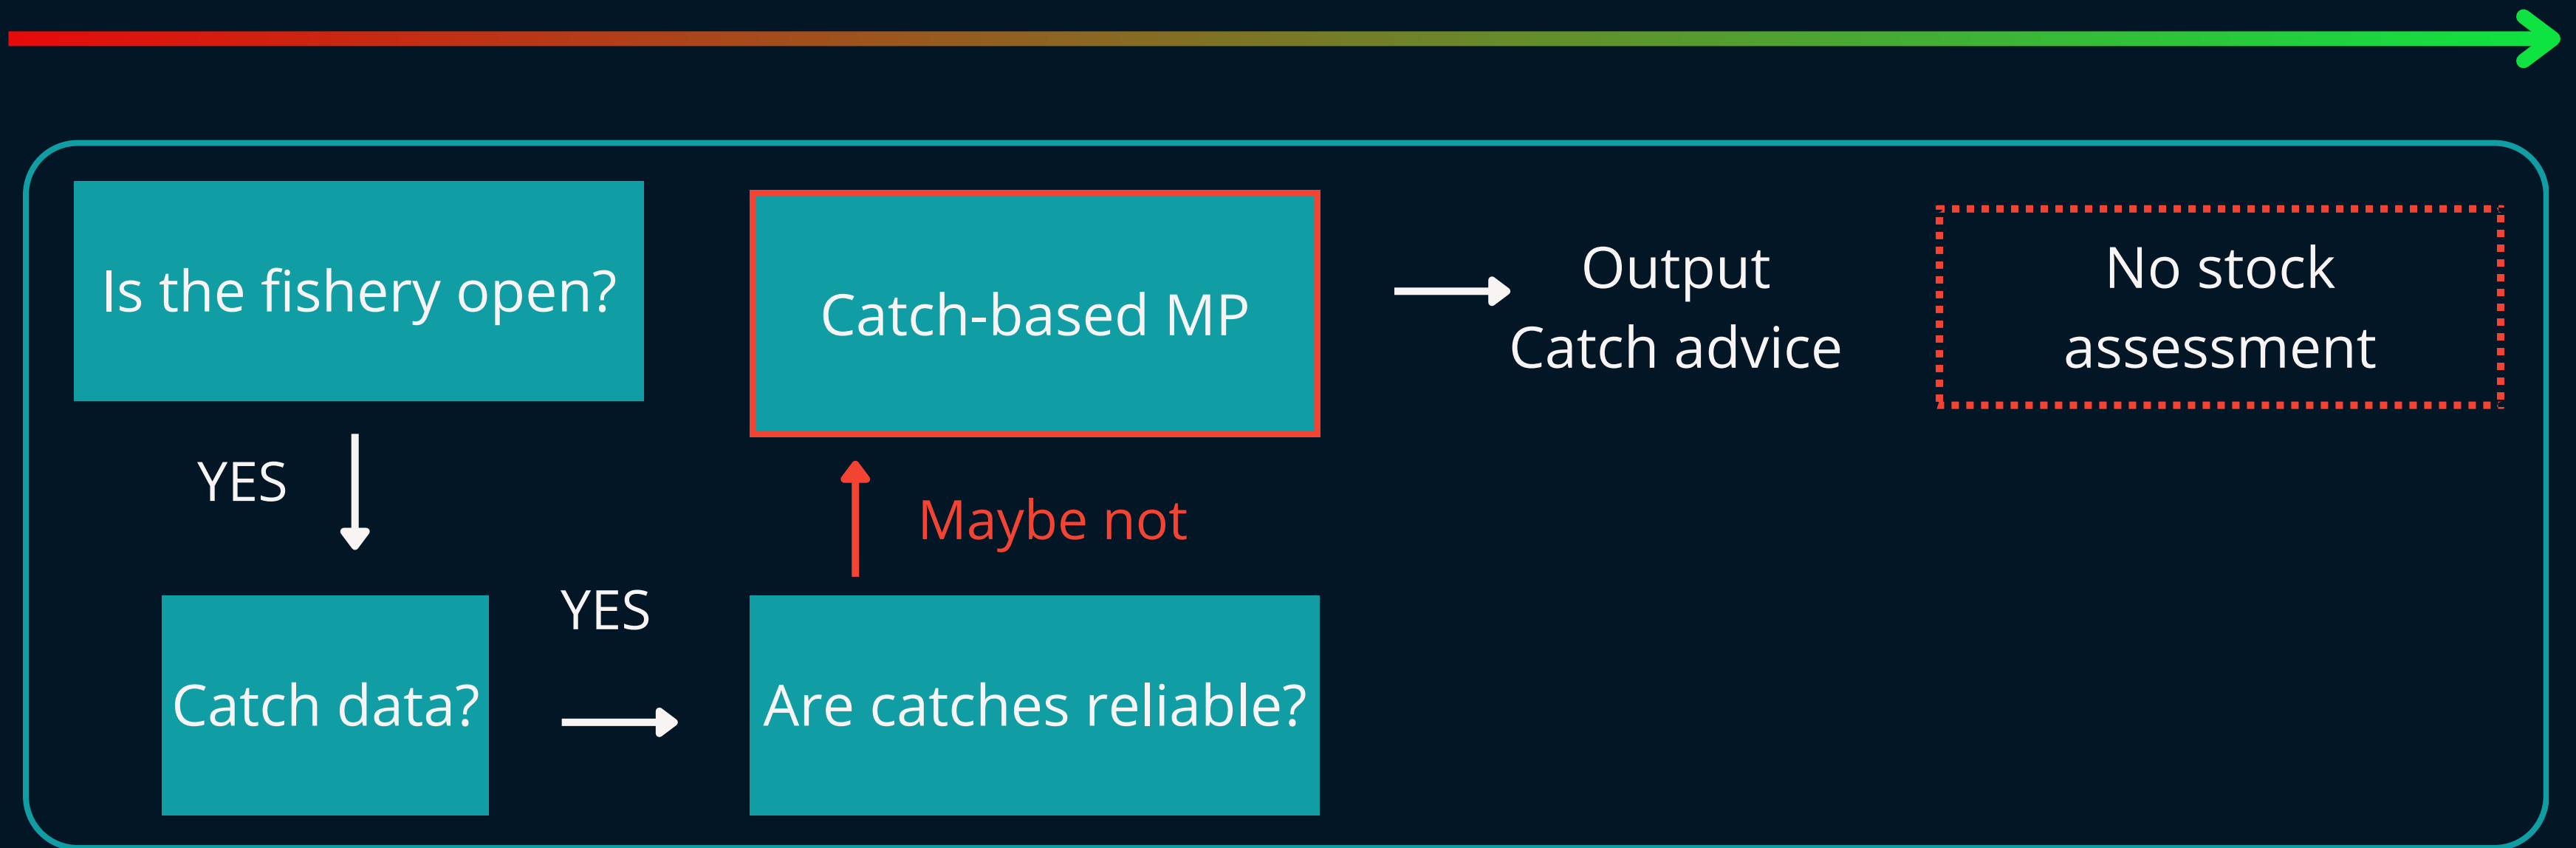 Is the fishery open?
YES
Catch data?
YES
Are catches reliable?
Maybe not
Catch-based MP
Output
Catch advice
No stock
assessment